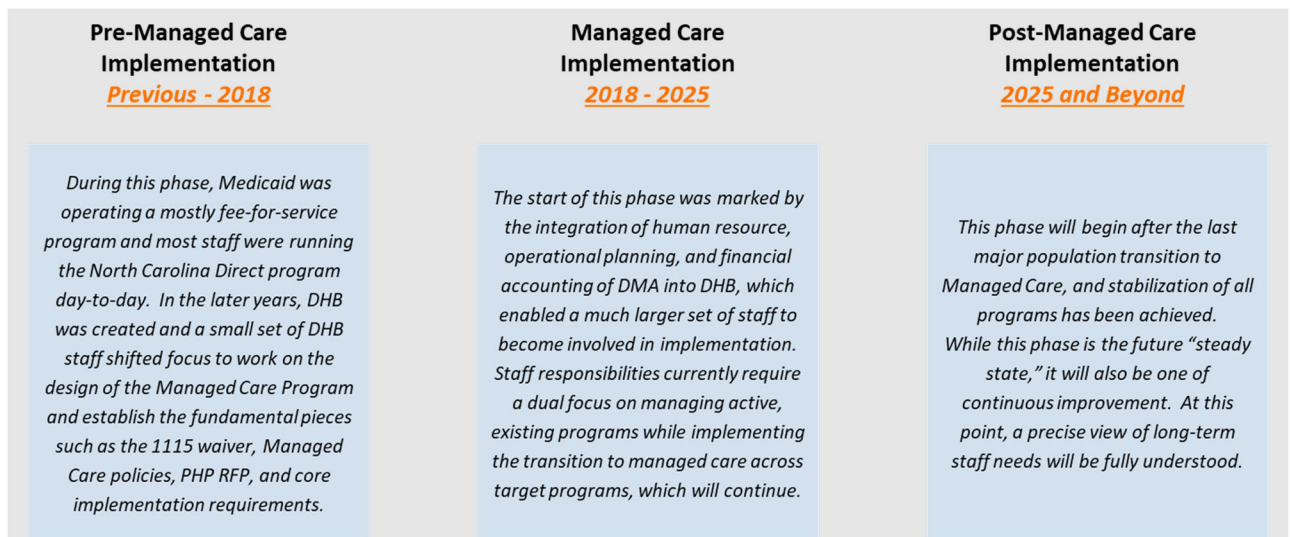 Pre-Managed Care
Implementation
Previous - 2018
During this phase, Medicaid was
operating a mostly fee-for-service
program and most staff were running
the North Carolina Direct program
day-to-day. In the later years, DHB
was created and a small set of DHB
staff shifted focus to work on the
design of the Managed Care Program
and establish the fundamental pieces
such as the 1115 waiver, Managed
Care policies, PHP RFP, and core
implementation requirements.
Managed Care
Implementation
2018 - 2025
The start of this phase was marked by
the integration of human resource,
operational planning, and financial
accounting of DMA into DHB, which
enabled a much larger set of staff to
become involved in implementation.
Staff responsibilities currently require
a dual focus on managing active,
existing programs while implementing
the transition to managed care across
target programs, which will continue.
Post-Managed Care
Implementation
2025 and Beyond
This phase will begin after the last
major population transition to
Managed Care, and stabilization of all
programs has been achieved.
While this phase is the future “steady
state,” it will also be one of
continuous improvement. At this
point, a precise view of long-term
staff needs will be fully understood.